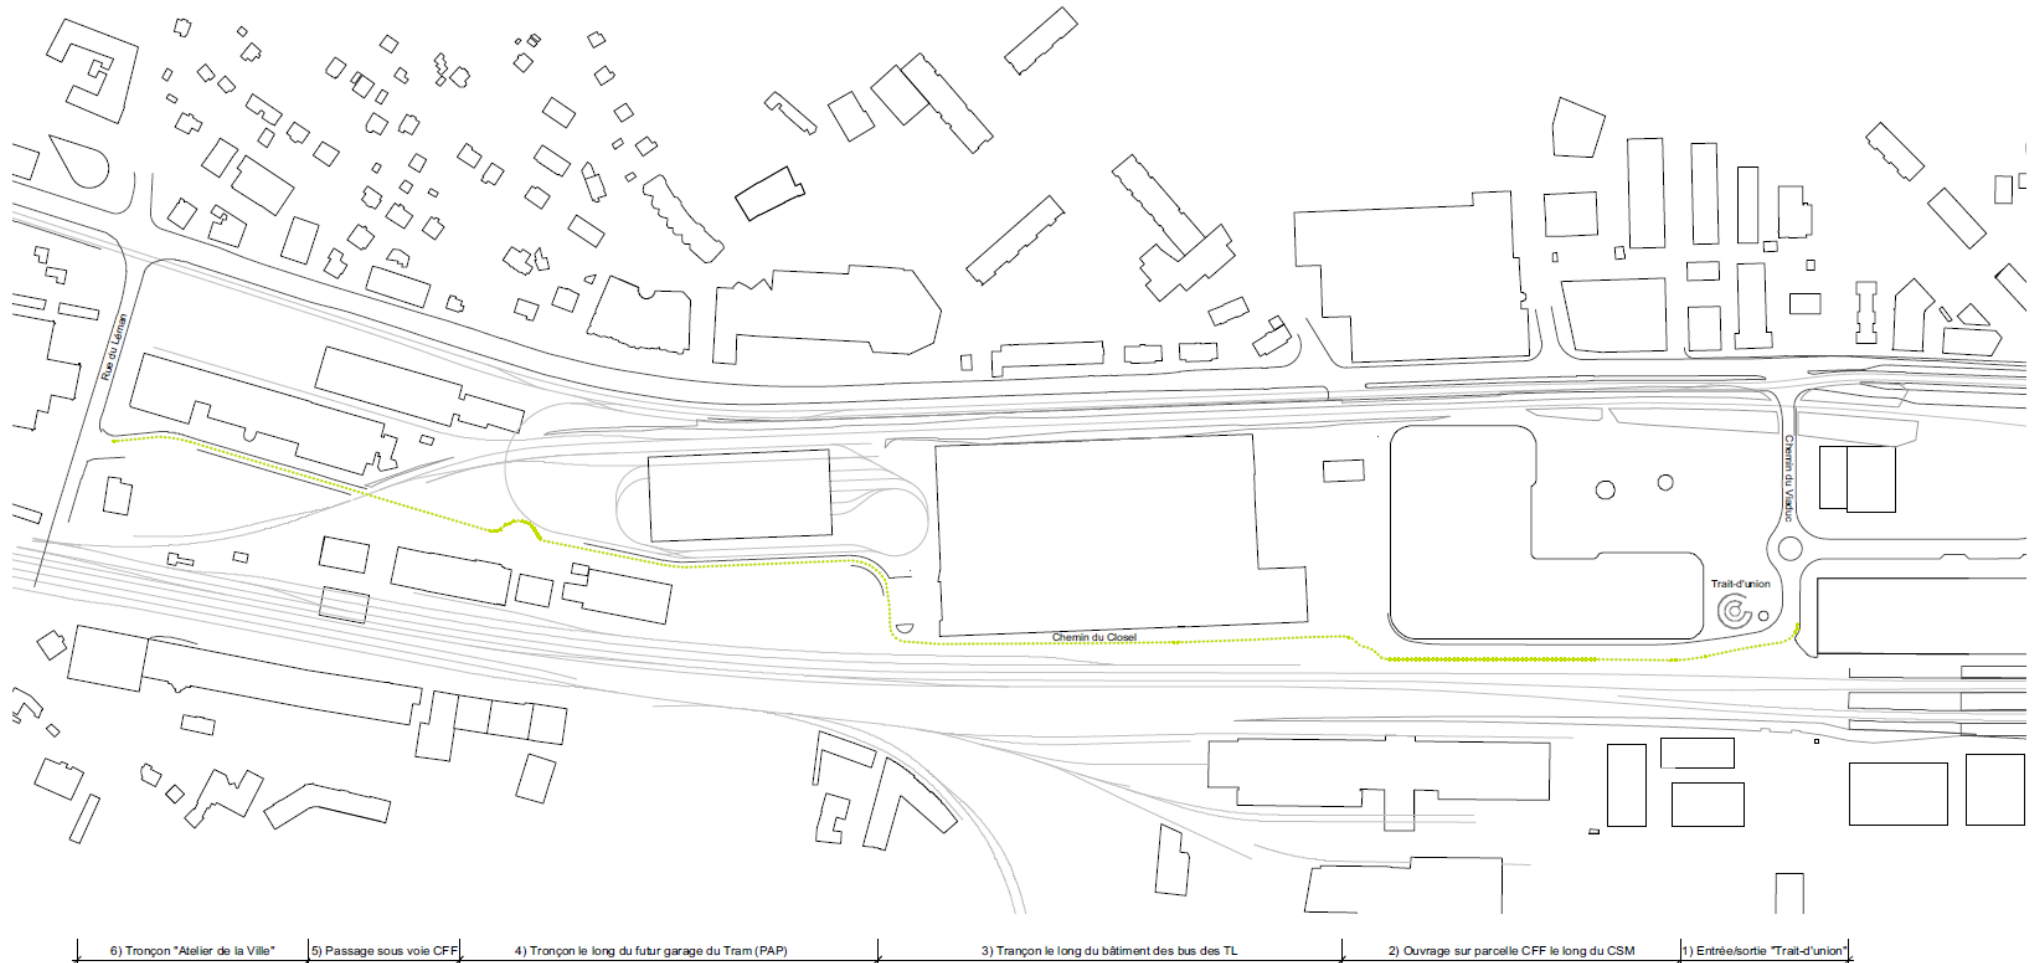 Rue du Léman
Chemin du Viaduc
Trait-d'union
Chemin du Closel
6) Tronçon "Atelier de la Ville"
5) Passage sous voie CFF
4) Tronçon le long du futur garage du Tram (PAP)
3) Trançon le long du bâtiment des bus des TL
2) Ouvrage sur parcelle CFF le long du CSM
1) Entrée/sortie "Trait-d'union"